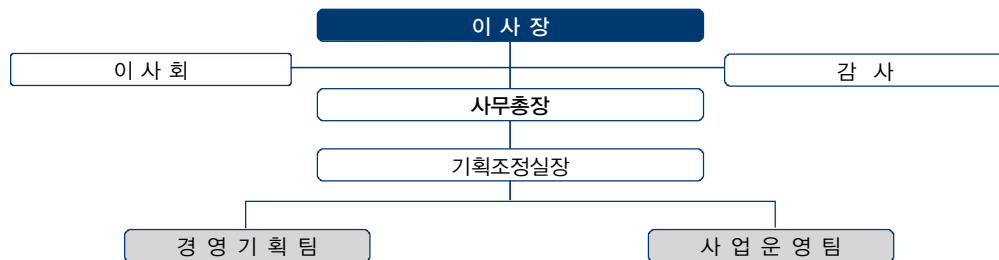 이 사 장
이 사 회
감 사
사무총장
기획조정실장
경 영 기 획 팀
사 업 운 영 팀